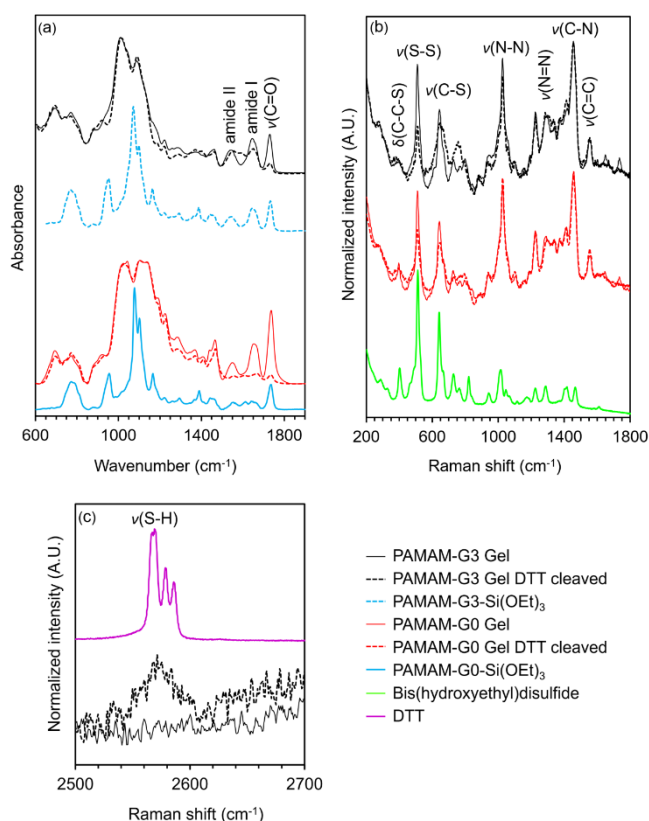 (a)
amide II
amide I
ν(C=O)
Absorbance
600 1000 1400 1800
Wavenumber (cm⁻¹)
(b)
δ(C-C-S)
ν(S-S)
ν(C-S)
ν(N-N)
ν(N=N)
ν(C-N)
ν(C=C)
Normalized intensity (A.U.)
200 600 1000 1400 1800
Raman shift (cm⁻¹)
(c)
ν(S-H)
Normalized intensity (A.U.)
2500 2600 2700
Raman shift (cm⁻¹)
PAMAM-G3 Gel
PAMAM-G3 Gel DTT cleaved
PAMAM-G3-Si(OEt)₃
PAMAM-G0 Gel
PAMAM-G0 Gel DTT cleaved
PAMAM-G0-Si(OEt)₃
Bis(hydroxyethyl)disulfide
DTT